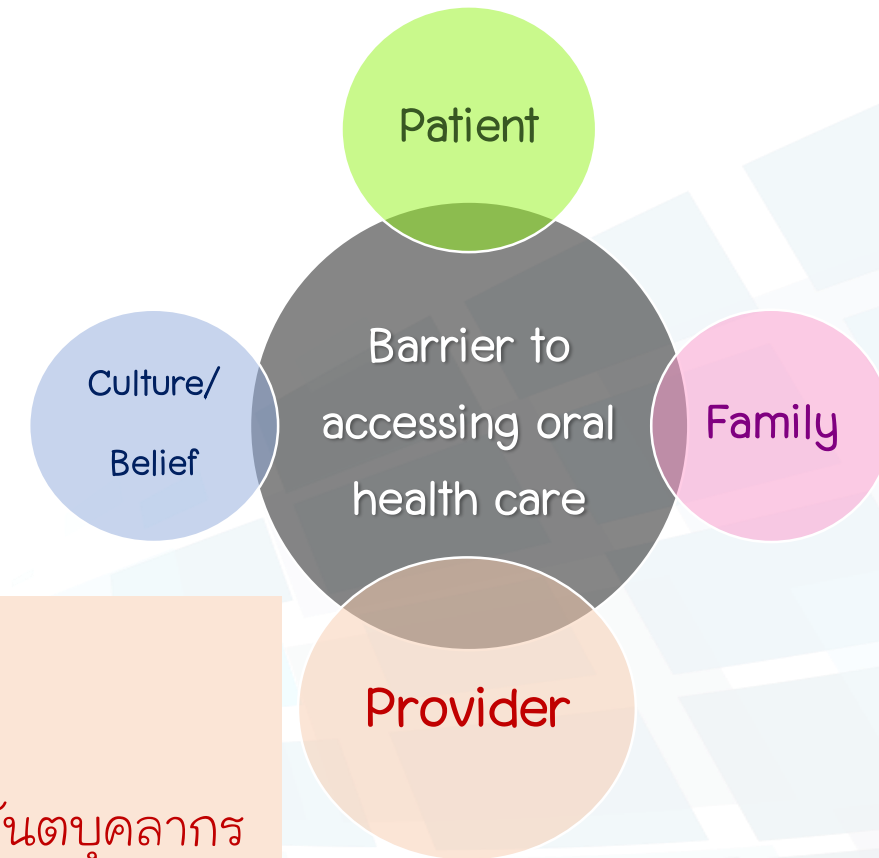 Patient
Culture/
Belief
Barrier to
accessing oral
health care
Family
Provider